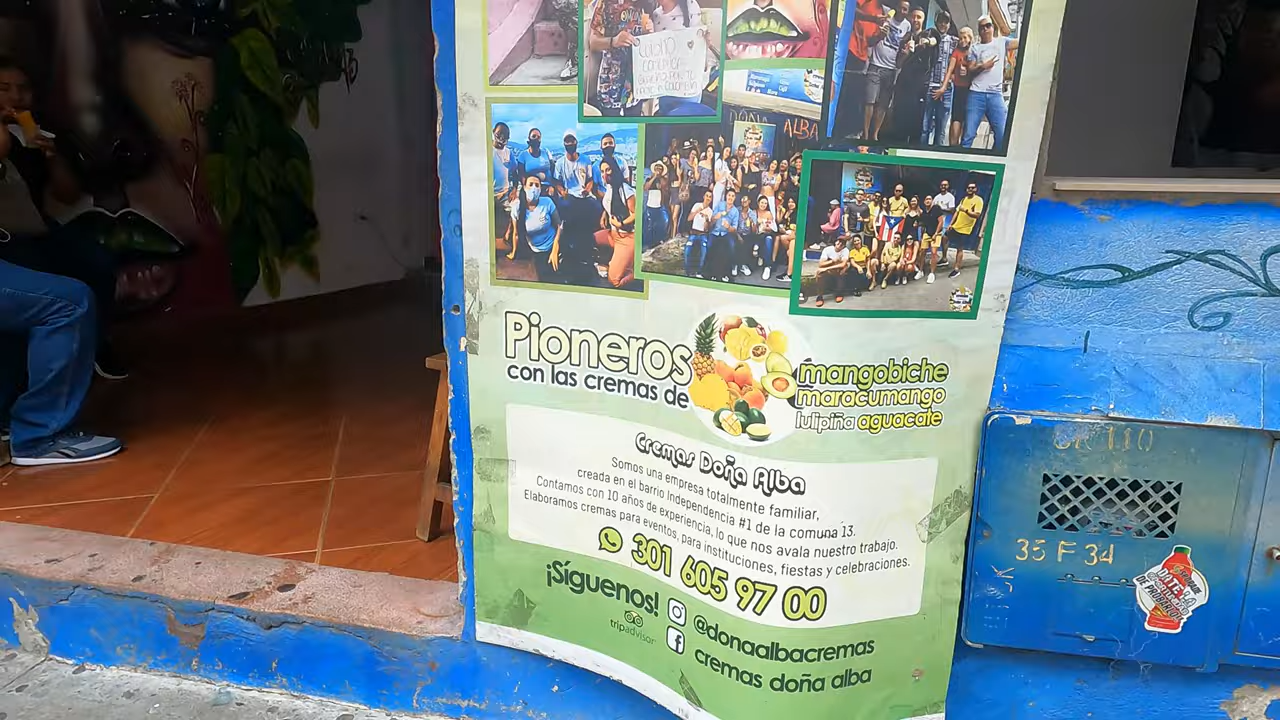 DOÑA ALBA
Pioneros
con las cremas de
mangobiche
maracumango
lulipiña aguacate
Cremas Doña Alba
Somos una empresa totalmente familiar,
creada en el barrio Independencia #1 de la comuna 13.
Contamos con 10 años de experiencia, lo que nos avala nuestro trabajo.
Elaboramos cremas para eventos, para instituciones, fiestas y celebraciones.
301 605 97 00
¡Síguenos!
tripadvisor
@donaalbacremas
cremas doña alba
110
35 F 34